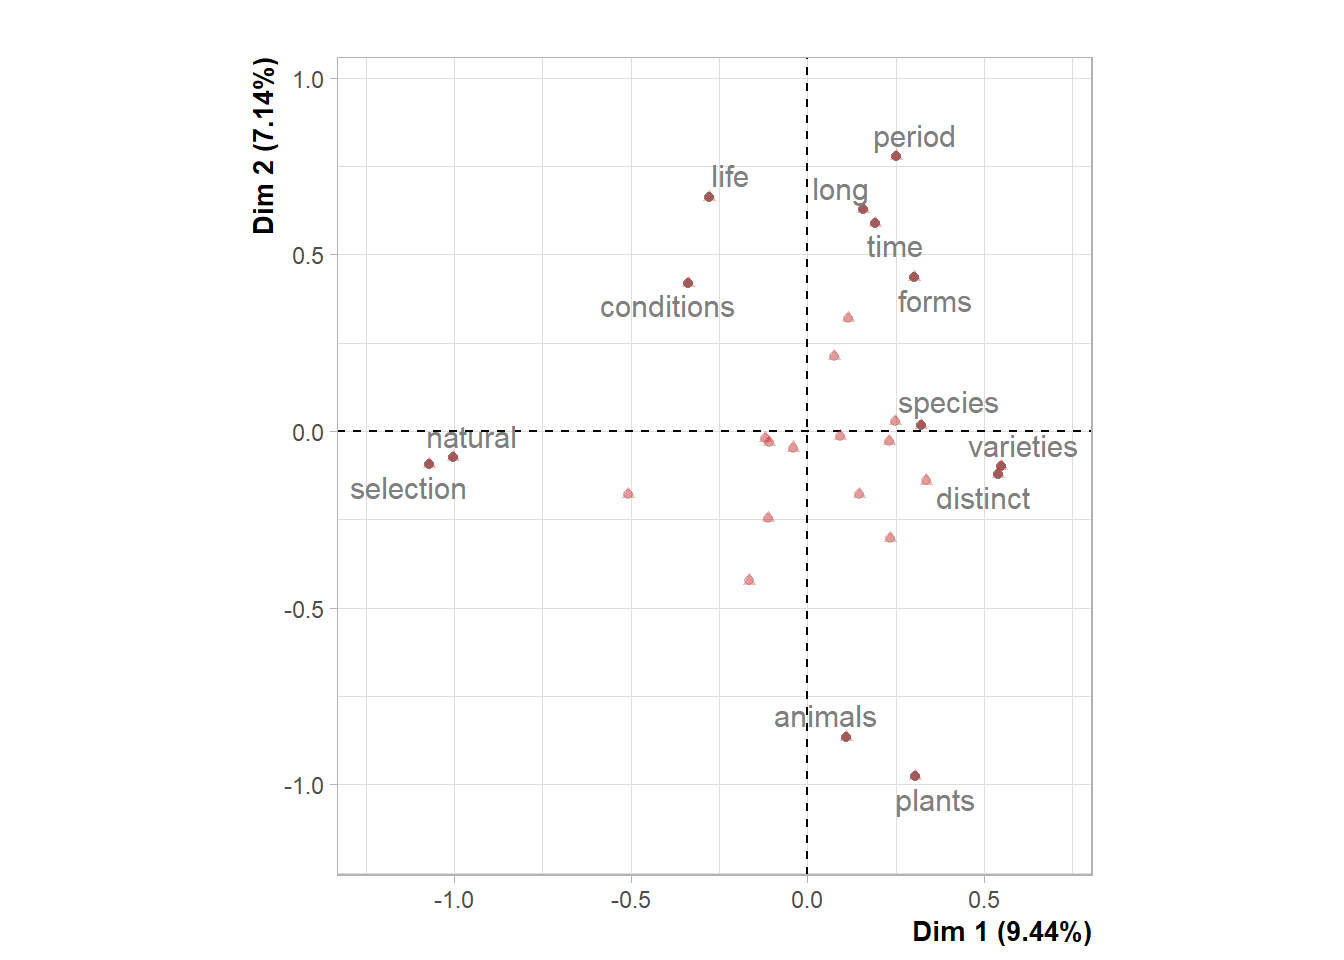 Dim 2 (7.14%)
1.0
0.5
0.0
-0.5
-1.0
period
life
long
time
conditions
forms
species
natural
varieties
selection
distinct
animals
plants
-1.0
-0.5
0.0
0.5
Dim 1 (9.44%)